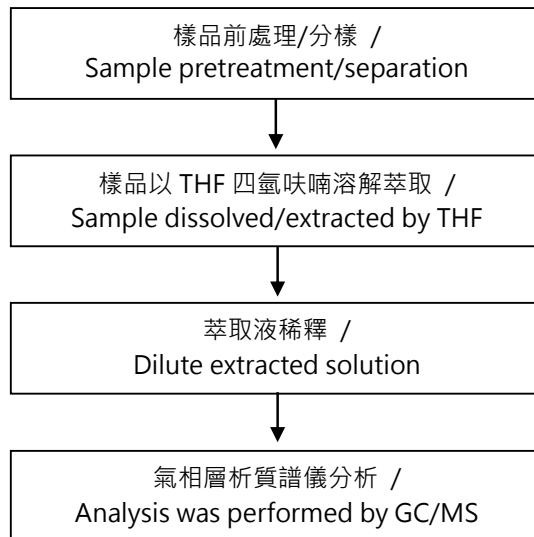 樣品前處理/分樣 /
Sample pretreatment/separation
樣品以 THF 四氫呋喃溶解萃取 /
Sample dissolved/extracted by THF
萃取液稀釋 /
Dilute extracted solution
氣相層析質譜儀分析 /
Analysis was performed by GC/MS